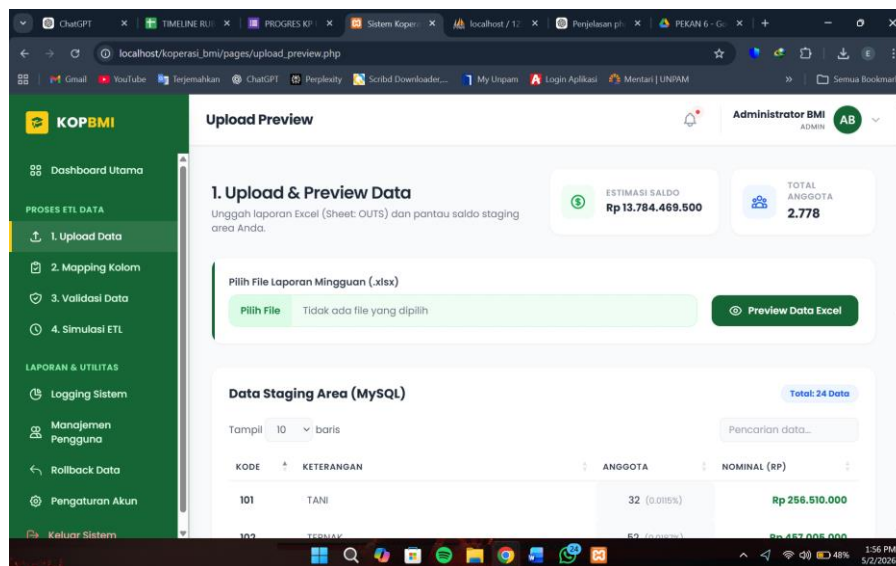 ChatGPT
TIMELINE RU
PROGRES KP
Sistem Koper
localhost / 12
Penjelasan ph
PEKAN 6 - Go
localhost/koperasi_bmi/pages/upload_preview.php
Gmail
YouTube
Terjemahkan
ChatGPT
Perplexity
Scribd Downloader,...
My Unpam
Login Aplikasi
Mentari | UNPAM
Semua Bookmark
KOPBMI
Upload Preview
Administrator BMI
ADMIN
AB
Dashboard Utama
PROSES ETL DATA
1. Upload Data
2. Mapping Kolom
3. Validasi Data
4. Simulasi ETL
LAPORAN & UTILITAS
Logging Sistem
Manajemen
Pengguna
Rollback Data
Pengaturan Akun
Keluar Sistem
1. Upload & Preview Data
Unggah laporan Excel (Sheet: OUTS) dan pantau saldo staging
area Anda.
ESTIMASI SALDO
Rp 13.784.469.500
TOTAL
ANGGOTA
2.778
Pilih File Laporan Mingguan (.xlsx)
Pilih File Tidak ada file yang dipilih
Preview Data Excel
Data Staging Area (MySQL)
Total: 24 Data
Tampil 10 baris
Pencarian data...
KODE KETERANGAN ANGGOTA NOMINAL (RP)
101 TANI 32 (0.0115%) Rp 256.510.000
102 TERNAK 52 Rp 457.005.000
48%
1:56 PM
5/2/2026